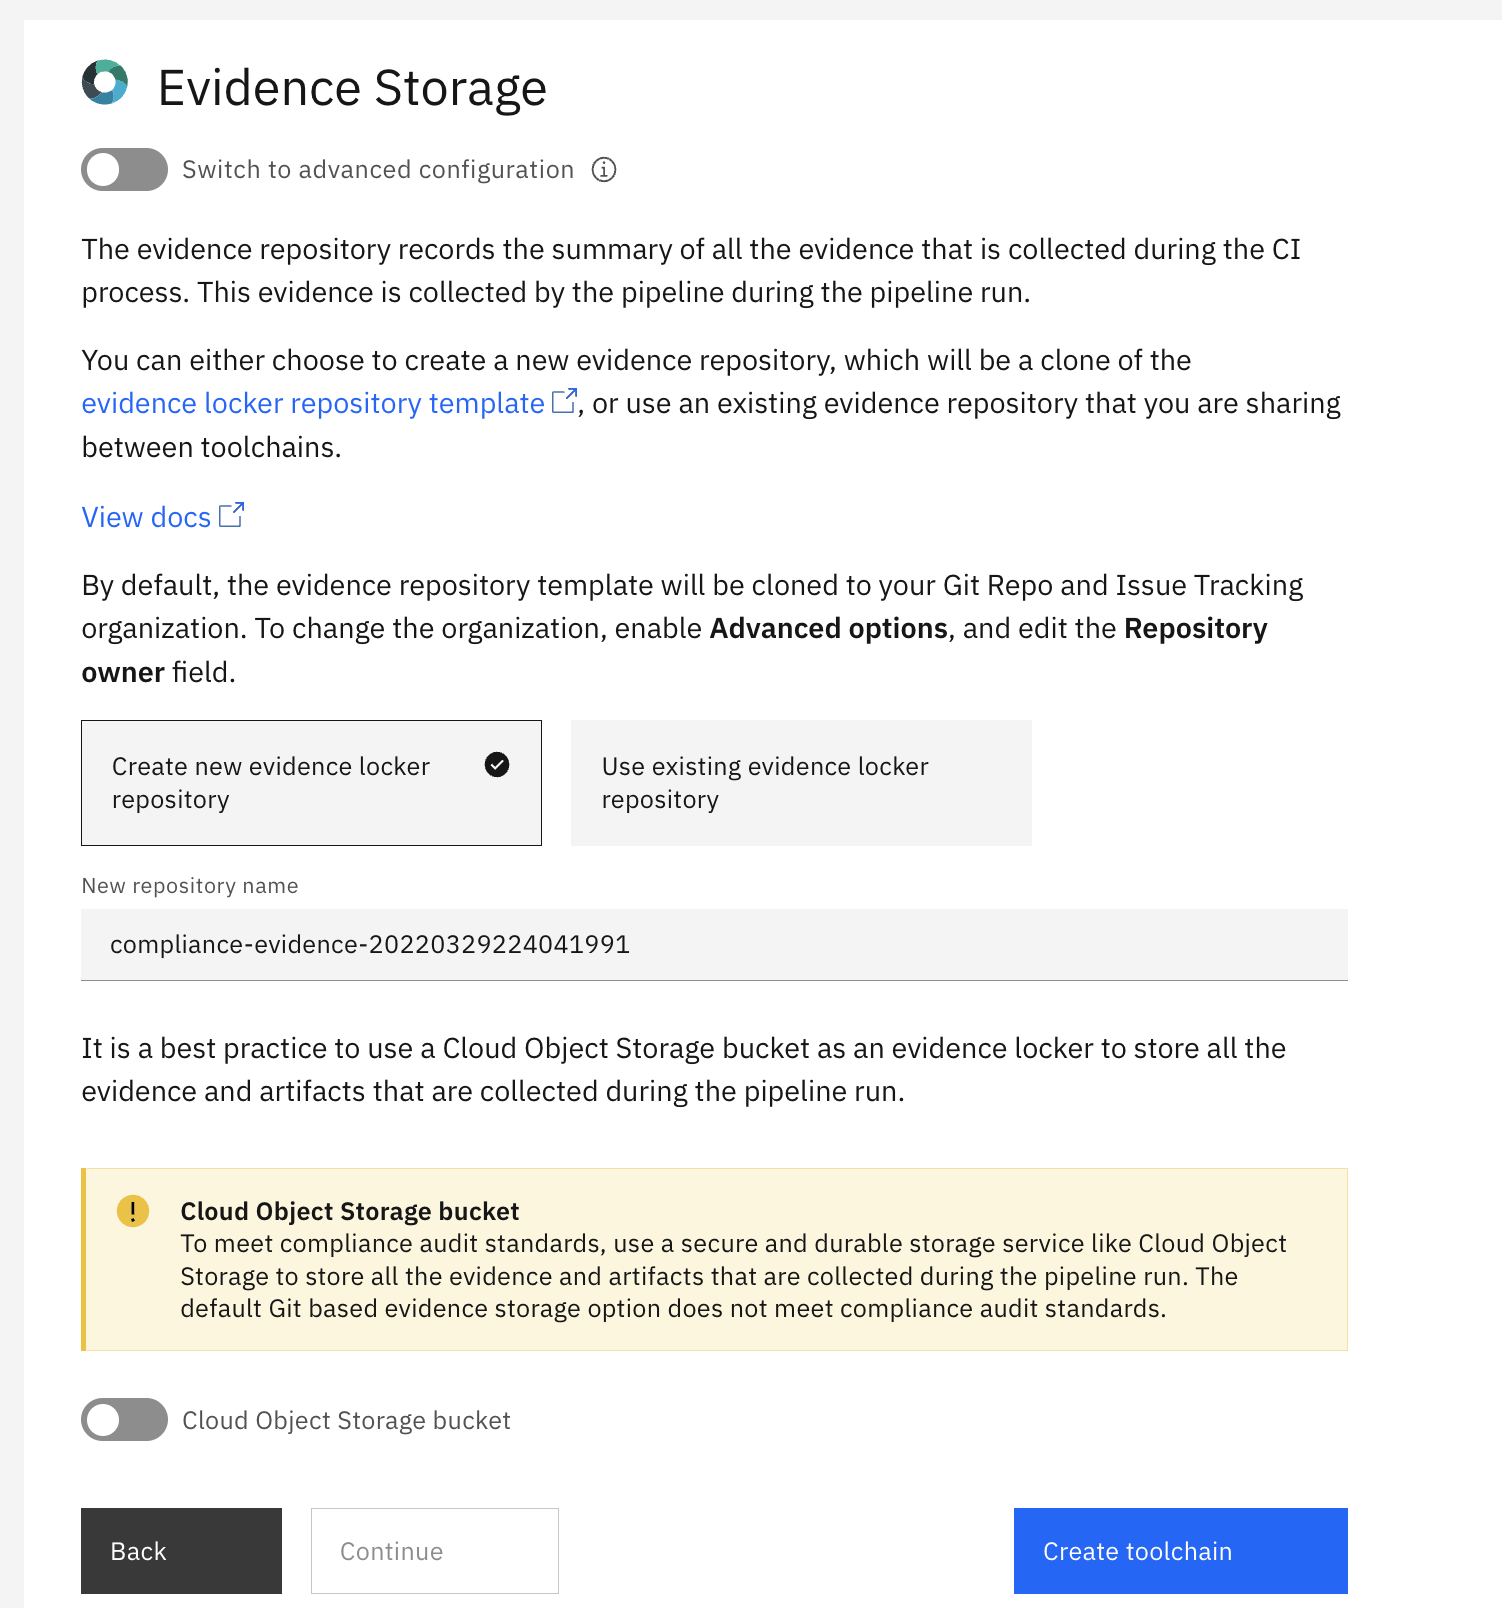 Evidence Storage
Switch to advanced configuration
The evidence repository records the summary of all the evidence that is collected during the CI
process. This evidence is collected by the pipeline during the pipeline run.
You can either choose to create a new evidence repository, which will be a clone of the
evidence locker repository template, or use an existing evidence repository that you are sharing
between toolchains.
View docs
By default, the evidence repository template will be cloned to your Git Repo and Issue Tracking
organization. To change the organization, enable Advanced options, and edit the Repository
owner field.
Create new evidence locker
repository
Use existing evidence locker
repository
New repository name
compliance-evidence-20220329224041991
It is a best practice to use a Cloud Object Storage bucket as an evidence locker to store all the
evidence and artifacts that are collected during the pipeline run.
Cloud Object Storage bucket
To meet compliance audit standards, use a secure and durable storage service like Cloud Object
Storage to store all the evidence and artifacts that are collected during the pipeline run. The
default Git based evidence storage option does not meet compliance audit standards.
Cloud Object Storage bucket
Back
Continue
Create toolchain